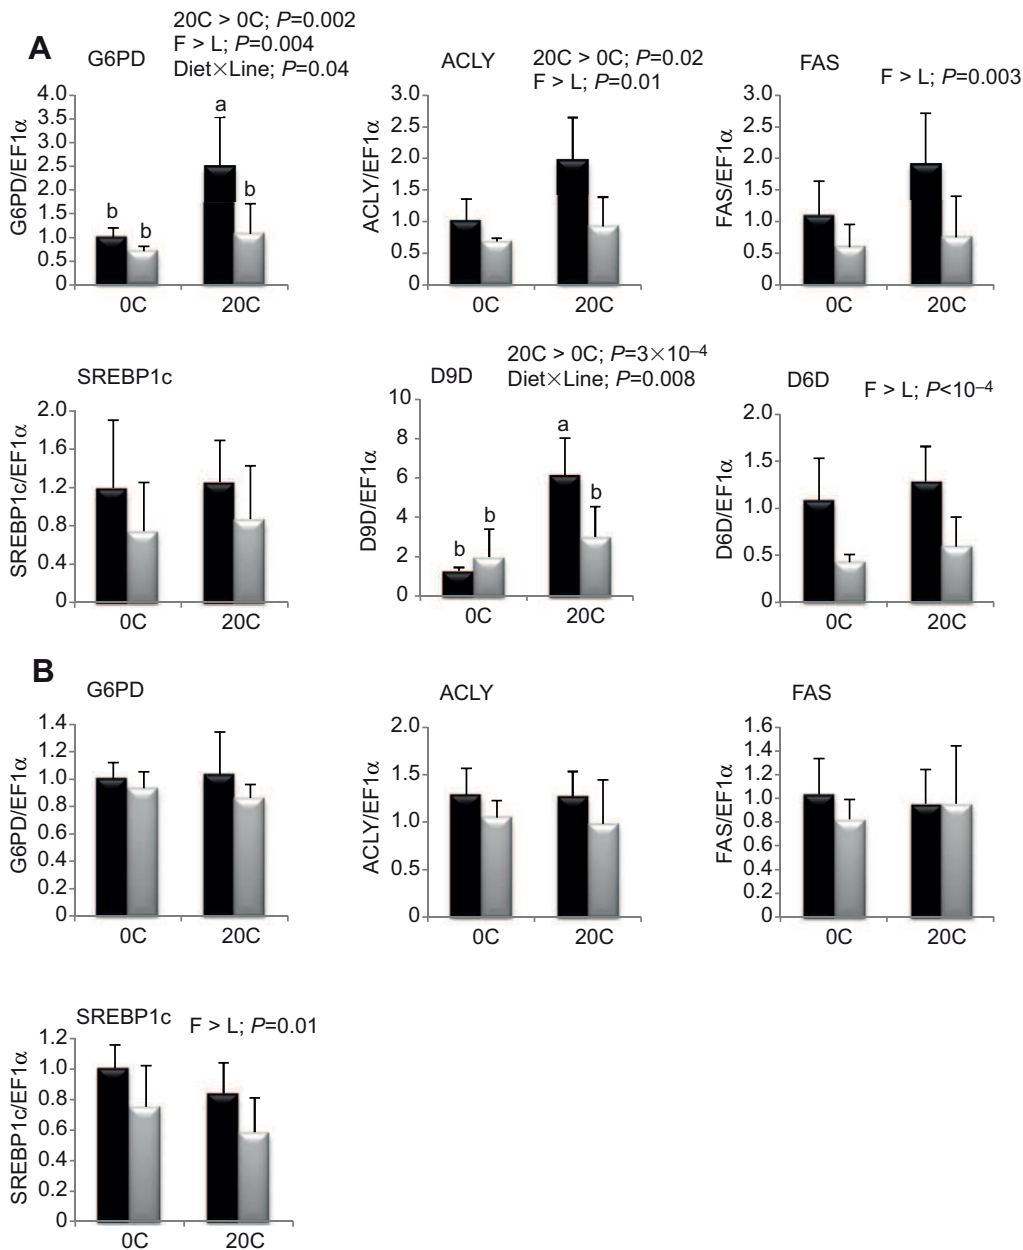 A
G6PD
20C > 0C; P=0.002
F > L; P=0.004
Diet×Line; P=0.04
G6PD/EF1α
4.0
3.5
3.0
2.5
2.0
1.5
1.0
0.5
0
b
b
a
b
0C
20C
ACLY
20C > 0C; P=0.02
F > L; P=0.01
ACLY/EF1α
3.0
2.5
2.0
1.5
1.0
0.5
0
0C
20C
FAS
F > L; P=0.003
FAS/EF1α
3.0
2.5
2.0
1.5
1.0
0.5
0
0C
20C
SREBP1c
SREBP1c/EF1α
2.0
1.6
1.2
0.8
0.4
0
0C
20C
D9D
20C > 0C; P=3×10–4
Diet×Line; P=0.008
D9D/EF1α
10
8
6
4
2
0
b
b
a
b
0C
20C
D6D
F > L; P<10–4
D6D/EF1α
2.0
1.5
1.0
0.5
0
0C
20C
B
G6PD
G6PD/EF1α
1.4
1.2
1.0
0.8
0.6
0.4
0.2
0
0C
20C
ACLY
ACLY/EF1α
2.0
1.5
1.0
0.5
0
0C
20C
FAS
FAS/EF1α
1.6
1.4
1.2
1.0
0.8
0.6
0.4
0.2
0
0C
20C
SREBP1c
F > L; P=0.01
SREBP1c/EF1α
1.2
1.0
0.8
0.6
0.4
0.2
0
0C
20C